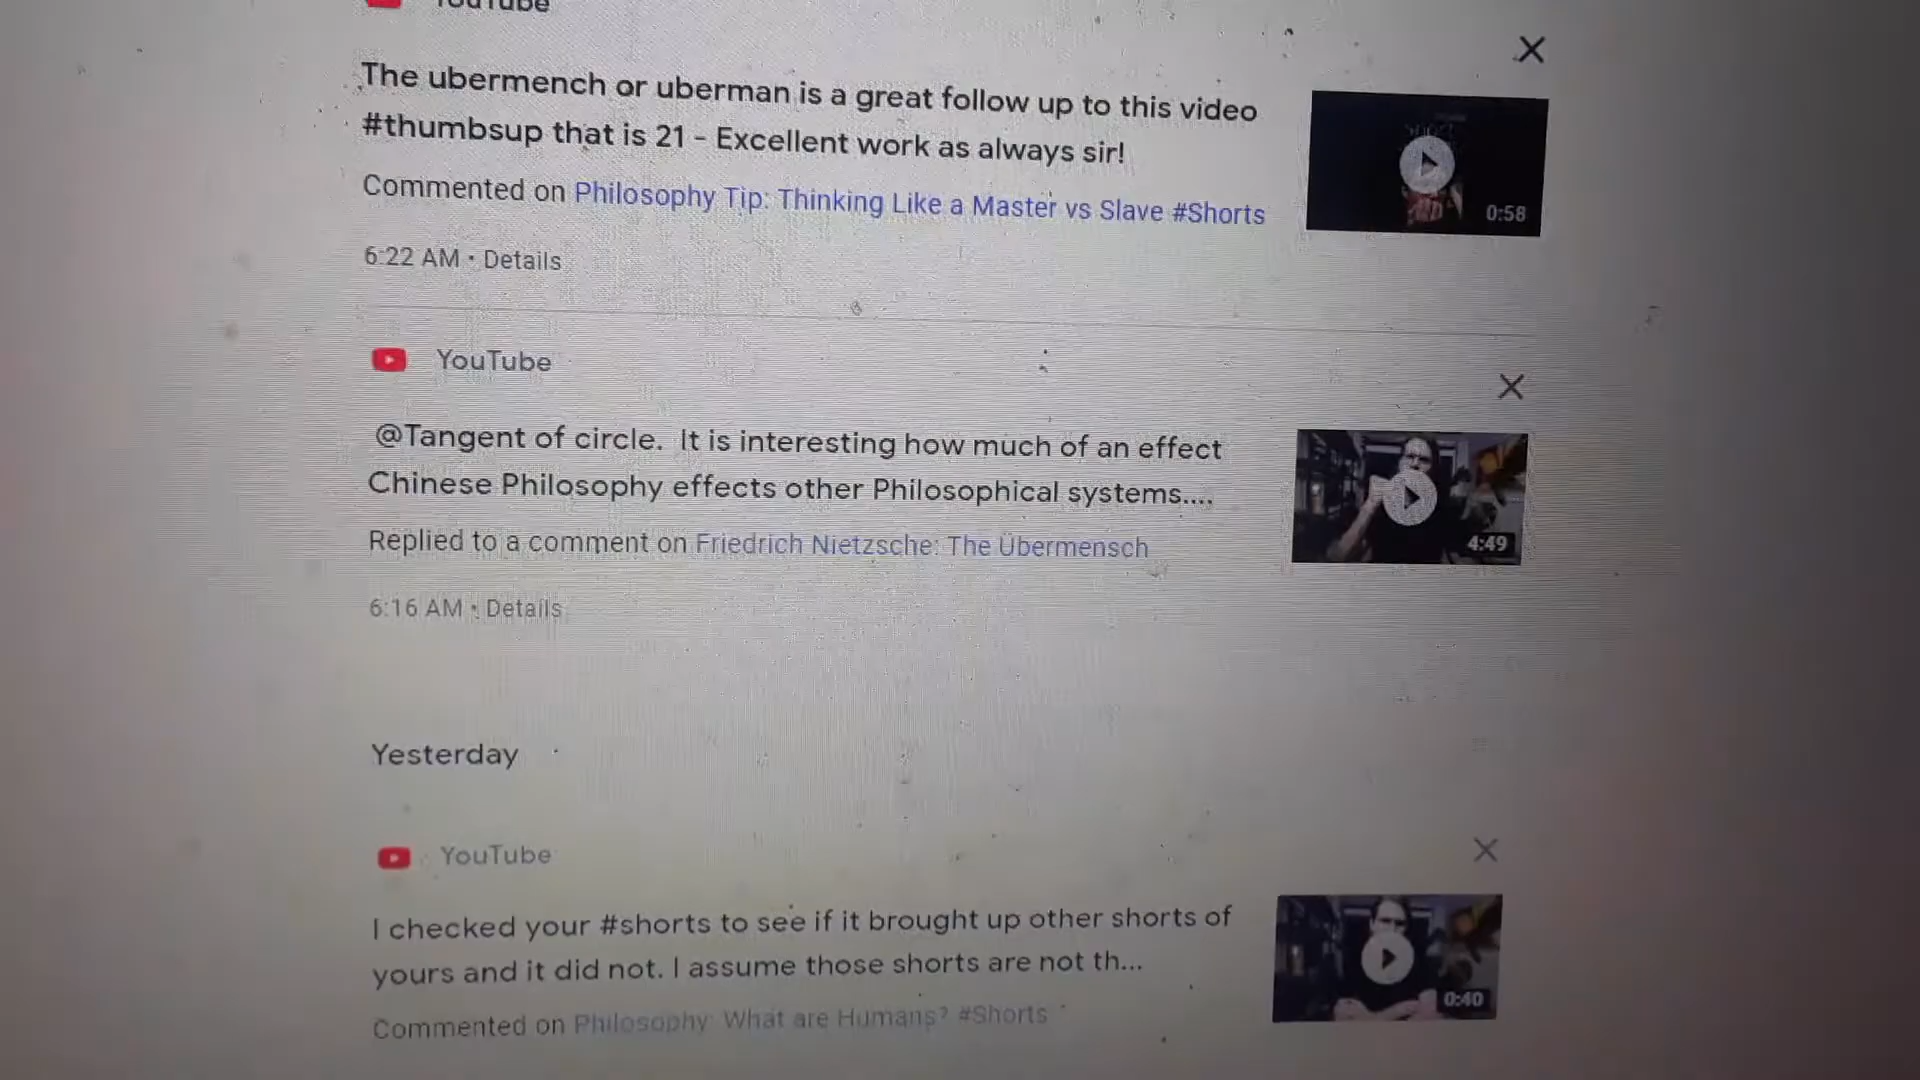 YouTube
The ubermench or uberman is a great follow up to this video
#thumbsup that is 21 - Excellent work as always sir!
Commented on Philosophy Tip: Thinking Like a Master vs Slave #Shorts
0:58
6:22 AM • Details
YouTube
@Tangent of circle. It is interesting how much of an effect
Chinese Philosophy effects other Philosophical systems....
Replied to a comment on Friedrich Nietzsche: The Übermensch
4:49
6:16 AM • Details
Yesterday
YouTube
I checked your #shorts to see if it brought up other shorts of
yours and it did not. I assume those shorts are not th...
0:40
Commented on Philosophy: What are Humans? #Shorts